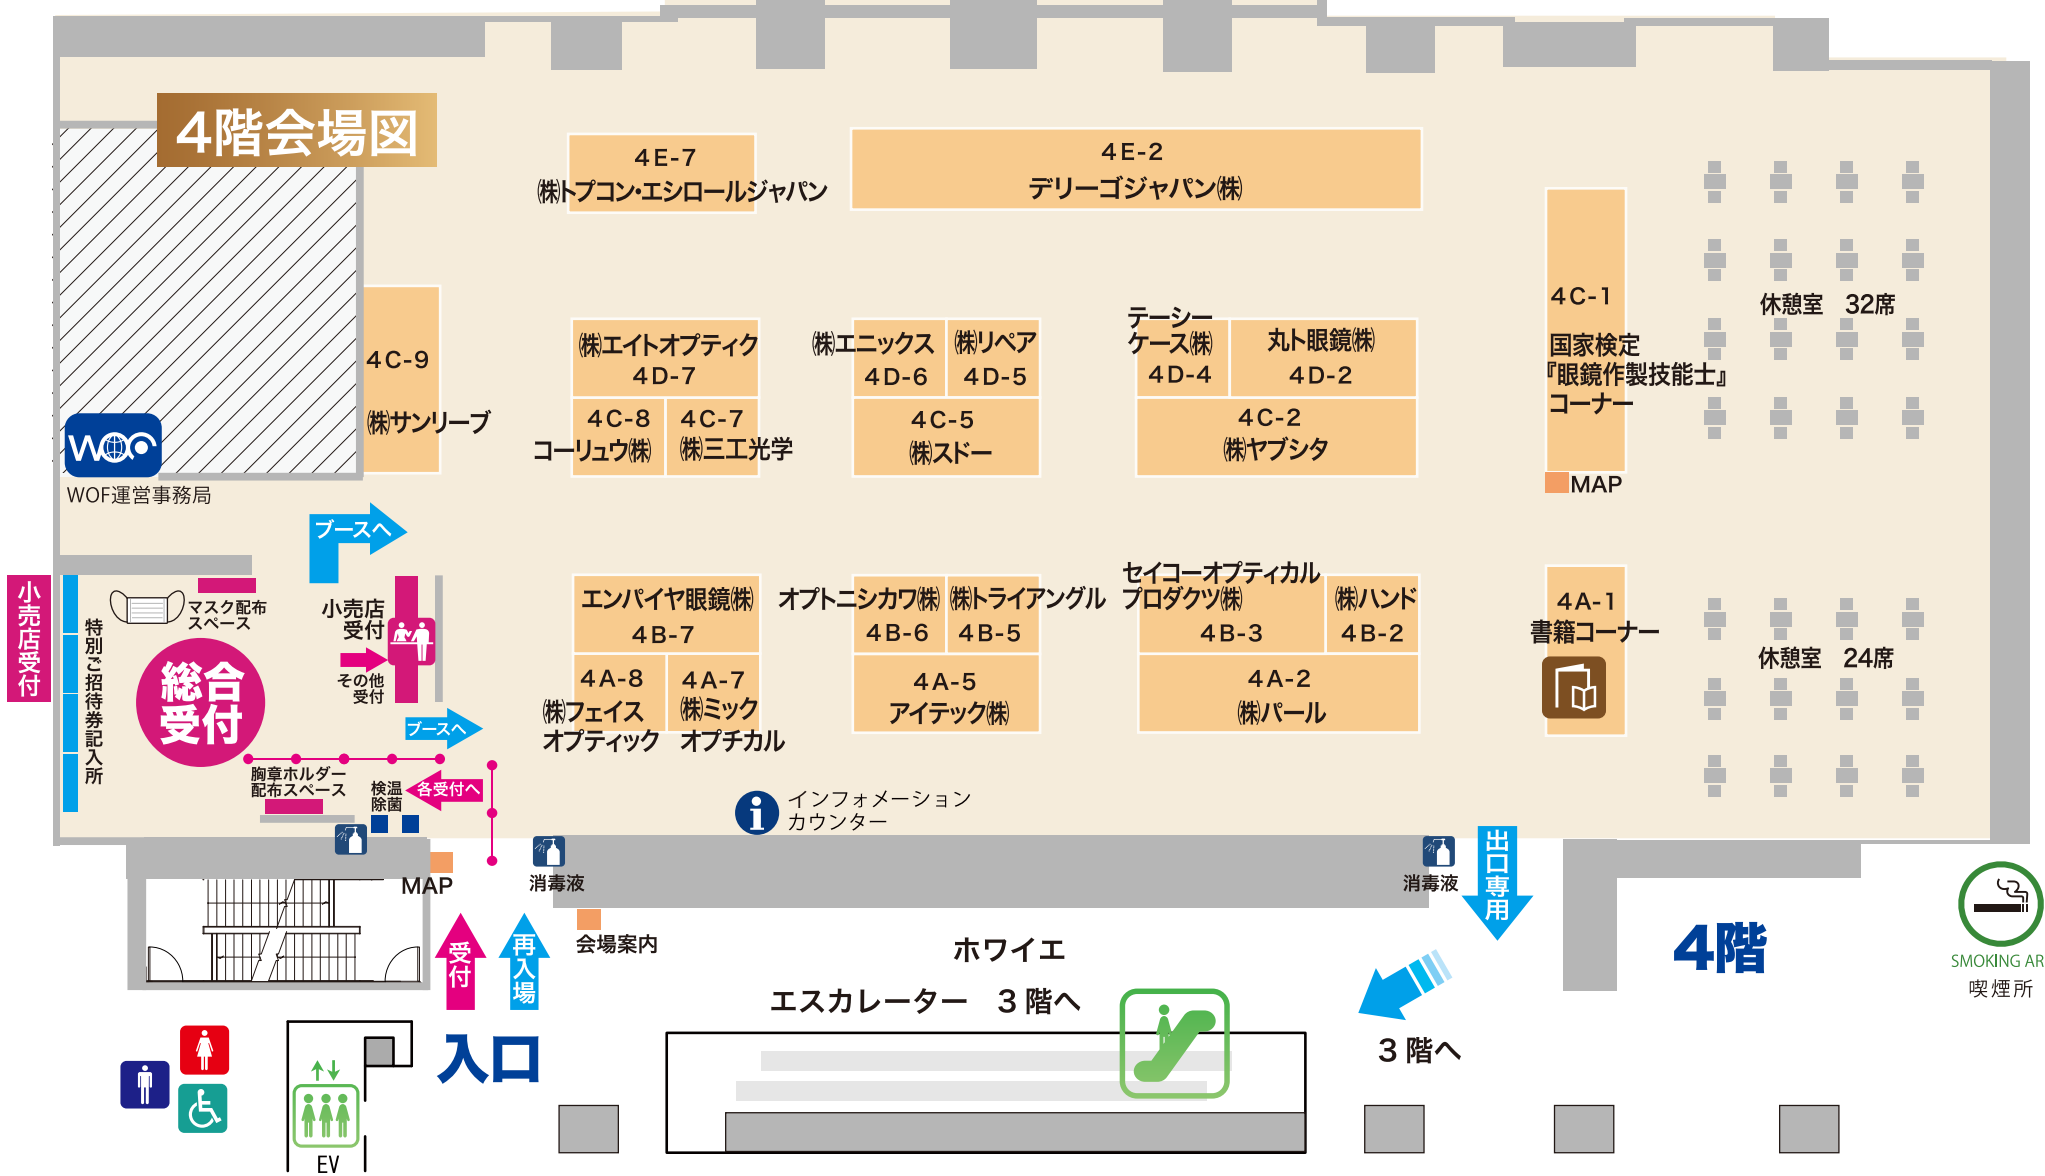 4階会場図
4E-7
㈱トプコン・エシロールジャパン
4E-2
デリーゴジャパン㈱
4C-9
㈱サンリーブ
㈱エイトオプティク
4D-7
4C-8
コーリュウ㈱
4C-7
㈱三工光学
㈱エニックス
4D-6
㈱リペア
4D-5
4C-5
㈱スドー
テーシー
ケース㈱
4D-4
丸ト眼鏡㈱
4D-2
4C-2
㈱ヤブシタ
4C-1
国家検定
『眼鏡作製技能士』
コーナー
MAP
休憩室 32席
WOF
WOF運営事務局
ブースへ
小売店受付
特別ご招待券記入所
マスク配布
スペース
総合
受付
小売店
受付
その他
受付
ブースへ
胸章ホルダー
配布スペース
検温
除菌
各受付へ
エンパイヤ眼鏡㈱
4B-7
4A-8
㈱フェイス
オプティック
4A-7
㈱ミック
オプチカル
オプトニシカワ㈱
4B-6
㈱トライアングル
4B-5
4A-5
アイテック㈱
セイコーオプティカル
プロダクツ㈱
4B-3
㈱ハンド
4B-2
4A-2
㈱パール
4A-1
書籍コーナー
休憩室 24席
i
インフォメーション
カウンター
MAP
消毒液
消毒液
出口専用
受付
再入場
会場案内
ホワイエ
エスカレーター 3階へ
3階へ
4階
SMOKING AR
喫煙所
入口
EV